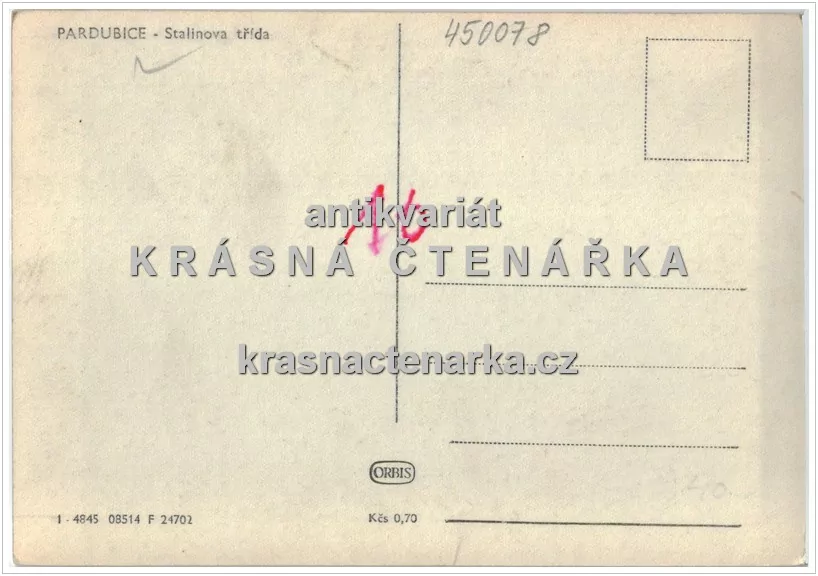 PARDUBICE - Stalinova třída
450078
antikvariát
KRÁSNÁ ČTENÁŘKA
krasnactenarka.cz
ORBIS
1 - 4845 08514 F 24702
Kčs 0,70